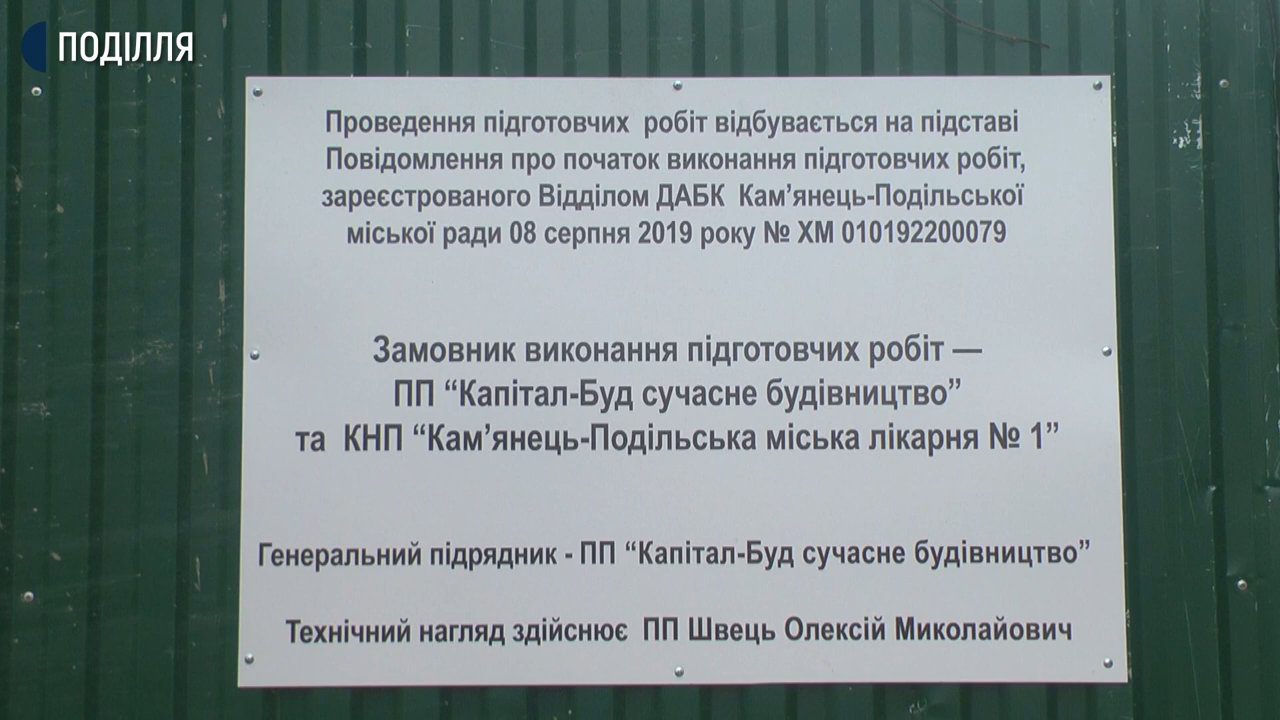 ПОДІЛЛЯ
Проведення підготовчих робіт відбувається на підставі
Повідомлення про початок виконання підготовчих робіт,
зареєстрованого Відділом ДАБК Кам’янець-Подільської
міської ради 08 серпня 2019 року № ХМ 010192200079
Замовник виконання підготовчих робіт —
ПП “Капітал-Буд сучасне будівництво”
та КНП “Кам’янець-Подільська міська лікарня № 1”
Генеральний підрядник - ПП “Капітал-Буд сучасне будівництво”
Технічний нагляд здійснює ПП Швець Олексій Миколайович